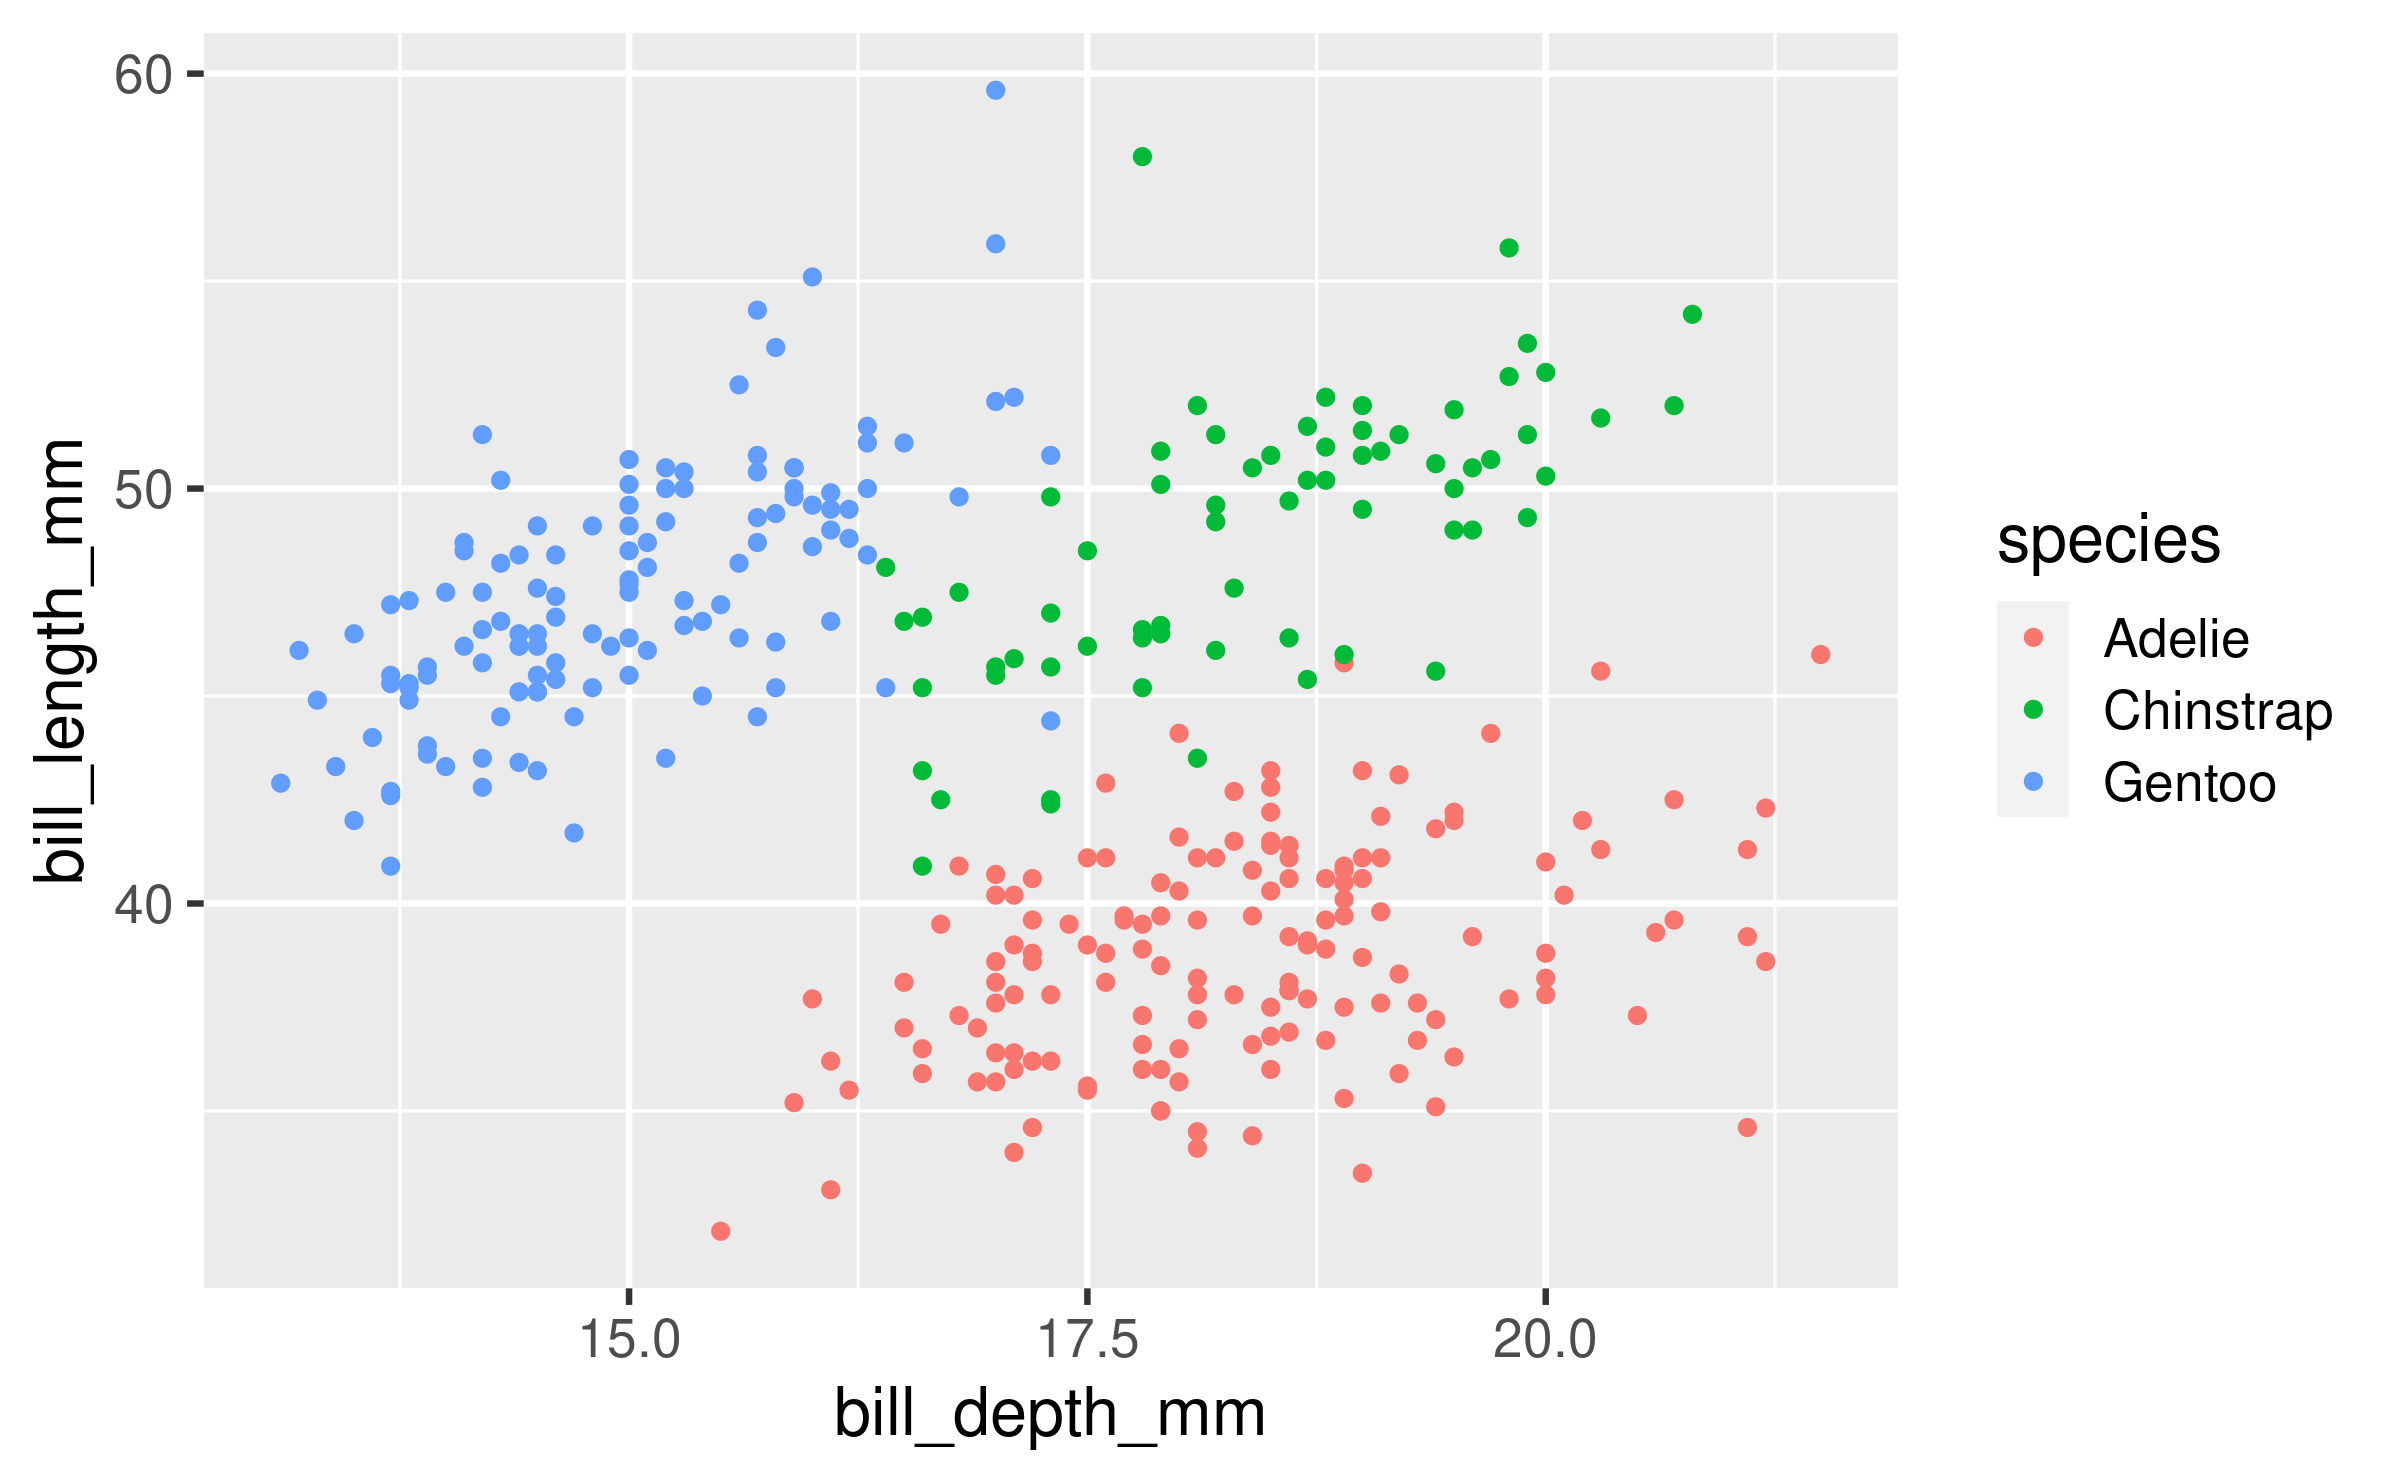 60
50
40
bill_length_mm
15.0
17.5
20.0
bill_depth_mm
species
Adelie
Chinstrap
Gentoo